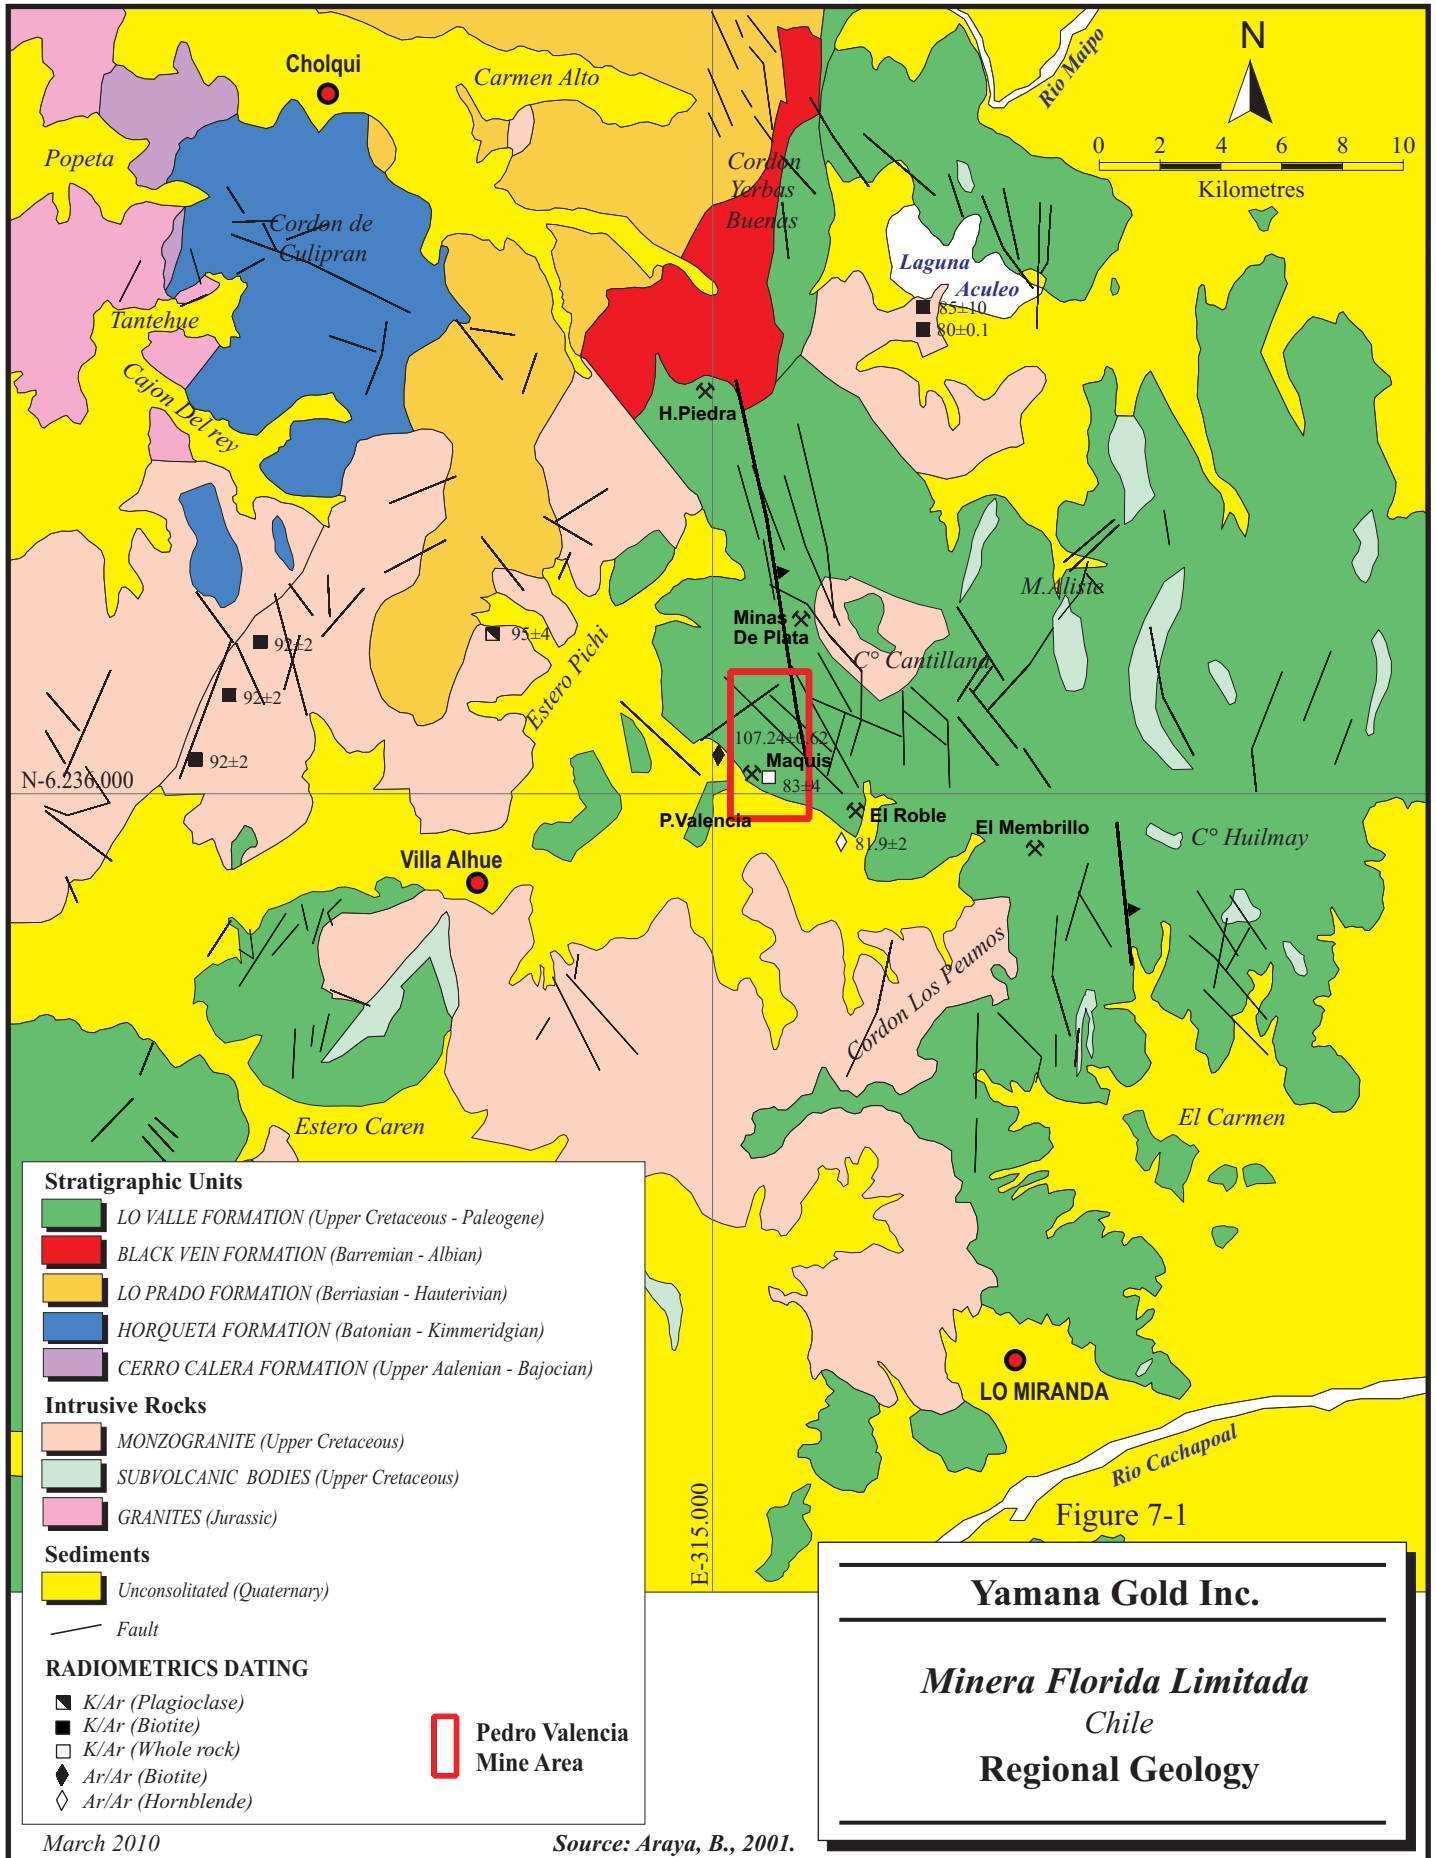 Cholqui
Carmen Alto
Rio Maipo
N
0 2 4 6 8 10
Kilometres
Popeta
Cordon
Yerbas
Buenas
Cordon de
Culipran
Laguna
Aculeo
85±10
80±0.1
Tantehue
Cajon Del rey
H.Piedra
M.Aliste
Minas
De Plata
92±2
95±4
Estero Pichi
C° Cantillana
92±2
107.24±0.62
Maquis
92±2
83±4
N-6.236.000
P.Valencia
El Roble
El Membrillo
C° Huilmay
81.9±2
Villa Alhue
Cordon Los Peumos
Estero Caren
El Carmen
LO MIRANDA
Rio Cachapoal
E-315.000
Figure 7-1
Stratigraphic Units
LO VALLE FORMATION (Upper Cretaceous - Paleogene)
BLACK VEIN FORMATION (Barremian - Albian)
LO PRADO FORMATION (Berriasian - Hauterivian)
HORQUETA FORMATION (Batonian - Kimmeridgian)
CERRO CALERA FORMATION (Upper Aalenian - Bajocian)
Intrusive Rocks
MONZOGRANITE (Upper Cretaceous)
SUBVOLCANIC BODIES (Upper Cretaceous)
GRANITES (Jurassic)
Sediments
Unconsolitated (Quaternary)
Fault
RADIOMETRICS DATING
K/Ar (Plagioclase)
K/Ar (Biotite)
K/Ar (Whole rock)
Ar/Ar (Biotite)
Ar/Ar (Hornblende)
Pedro Valencia
Mine Area
Yamana Gold Inc.
Minera Florida Limitada
Chile
Regional Geology
March 2010
Source: Araya, B., 2001.